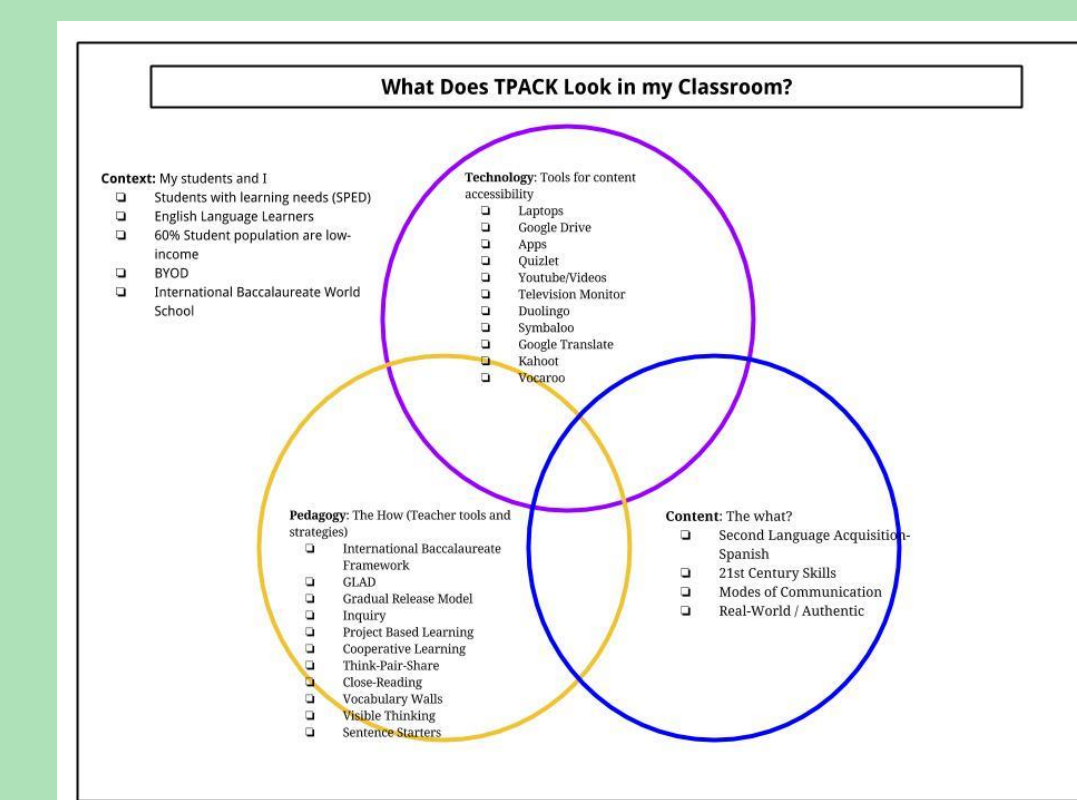 What Does TPACK Look in my Classroom?
Context: My students and I
❑ Students with learning needs (SPED)
❑ English Language Learners
❑ 60% Student population are low-
income
❑ BYOD
❑ International Baccalaureate World
School
Technology: Tools for content
accessibility
❑ Laptops
❑ Google Drive
❑ Apps
❑ Quizlet
❑ Youtube/Videos
❑ Television Monitor
❑ Duolingo
❑ Symbaloo
❑ Google Translate
❑ Kahoot
❑ Vocaroo
Pedagogy: The How (Teacher tools and
strategies)
❑ International Baccalaureate
Framework
❑ GLAD
❑ Gradual Release Model
❑ Inquiry
❑ Project Based Learning
❑ Cooperative Learning
❑ Think-Pair-Share
❑ Close-Reading
❑ Vocabulary Walls
❑ Visible Thinking
❑ Sentence Starters
Content: The what?
❑ Second Language Acquisition-
Spanish
❑ 21st Century Skills
❑ Modes of Communication
❑ Real-World / Authentic